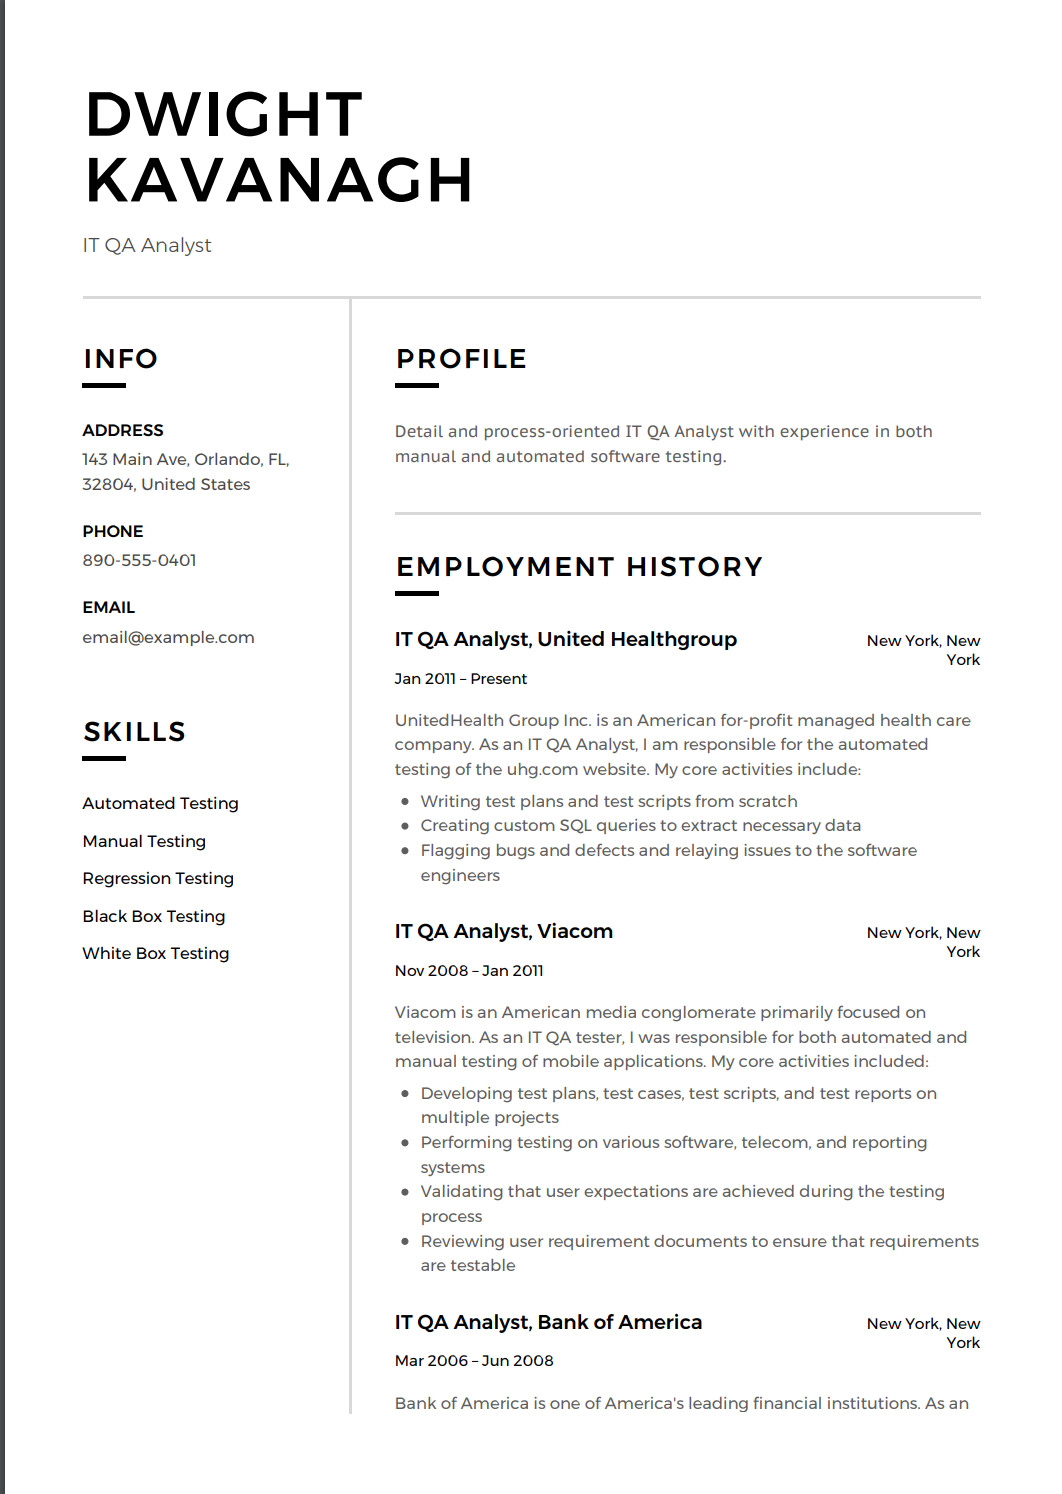 DWIGHT
KAVANAGH
IT QA Analyst
INFO
ADDRESS
143 Main Ave, Orlando, FL,
32804, United States
PHONE
890-555-0401
EMAIL
email@example.com
SKILLS
Automated Testing
Manual Testing
Regression Testing
Black Box Testing
White Box Testing
PROFILE
Detail and process-oriented IT QA Analyst with experience in both
manual and automated software testing.
EMPLOYMENT HISTORY
IT QA Analyst, United Healthgroup
New York, New
York
Jan 2011 – Present
UnitedHealth Group Inc. is an American for-profit managed health care
company. As an IT QA Analyst, I am responsible for the automated
testing of the uhg.com website. My core activities include:
● Writing test plans and test scripts from scratch
● Creating custom SQL queries to extract necessary data
● Flagging bugs and defects and relaying issues to the software
engineers
IT QA Analyst, Viacom
New York, New
York
Nov 2008 – Jan 2011
Viacom is an American media conglomerate primarily focused on
television. As an IT QA tester, I was responsible for both automated and
manual testing of mobile applications. My core activities included:
● Developing test plans, test cases, test scripts, and test reports on
multiple projects
● Performing testing on various software, telecom, and reporting
systems
● Validating that user expectations are achieved during the testing
process
● Reviewing user requirement documents to ensure that requirements
are testable
IT QA Analyst, Bank of America
New York, New
York
Mar 2006 – Jun 2008
Bank of America is one of America's leading financial institutions. As an